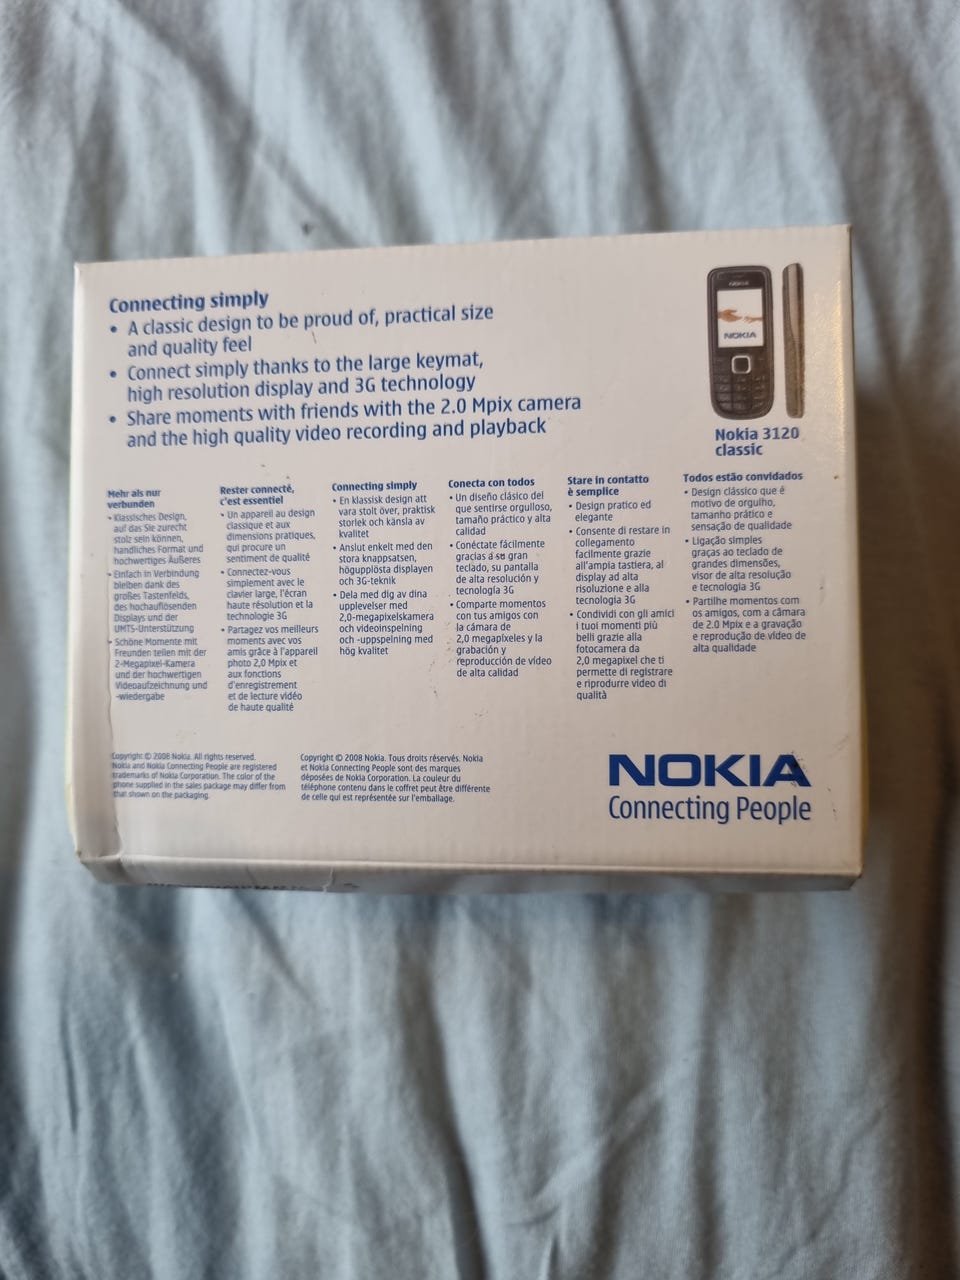 Connecting simply
• A classic design to be proud of, practical size
and quality feel
• Connect simply thanks to the large keymat,
high resolution display and 3G technology
• Share moments with friends with the 2.0 Mpix camera
and the high quality video recording and playback
NOKIA
NOKIA
Nokia 3120
classic
Mehr als nur
verbunden
• Klassisches Design,
auf das Sie zurecht
stolz sein können,
handliches Format und
hochwertiges Äußeres
• Einfach in Verbindung
bleiben dank des
großes Tastenfelds,
des hochauflösenden
Displays und der
UMTS-Unterstützung
• Schöne Momente mit
Freunden teilen mit der
2-Megapixel-Kamera
und der hochwertigen
Videoaufzeichnung und
-wiedergabe
Rester connecté,
c'est essentiel
• Un appareil au design
classique et aux
dimensions pratiques,
qui procure un
sentiment de qualité
• Connectez-vous
simplement avec le
clavier large, l'écran
haute résolution et la
technologie 3G
• Partagez vos meilleurs
moments avec vos
amis grâce à l'appareil
photo 2,0 Mpix et
aux fonctions
d'enregistrement
et de lecture vidéo
de haute qualité
Connecting simply
• En klassisk design att
vara stolt över, praktisk
storlek och känsla av
kvalitet
• Anslut enkelt med den
stora knappsatsen,
högupplösta displayen
och 3G-teknik
• Dela med dig av dina
upplevelser med
2,0-megapixelskamera
och videoinspelning
och -uppspelning med
hög kvalitet
Conecta con todos
• Un diseño clásico del
que sentirse orgulloso,
tamaño práctico y alta
calidad
• Conéctate fácilmente
gracias a su gran
teclado, su pantalla
de alta resolución y
tecnología 3G
• Comparte momentos
con tus amigos con
la cámara de
2,0 megapíxeles y la
grabación y
reproducción de vídeo
de alta calidad
Stare in contatto
è semplice
• Design pratico ed
elegante
• Consente di restare in
collegamento
facilmente grazie
all'ampia tastiera, al
display ad alta
risoluzione e alla
tecnologia 3G
• Condividi con gli amici
i tuoi momenti più
belli grazie alla
fotocamera da
2,0 megapixel che ti
permette di registrare
e riprodurre video di
qualità
Todos estão convidados
• Design clássico que é
motivo de orgulho,
tamanho prático e
sensação de qualidade
• Ligação simples
graças ao teclado de
grandes dimensões,
visor de alta resolução
e tecnologia 3G
• Partilhe momentos com
os amigos, com a câmara
de 2.0 Mpix e a gravação
e reprodução de vídeo de
alta qualidade
Copyright © 2008 Nokia. All rights reserved.
Nokia and Nokia Connecting People are registered
trademarks of Nokia Corporation. The color of the
phone supplied in the sales package may differ from
that shown on the packaging.
Copyright © 2008 Nokia. Tous droits réservés. Nokia
et Nokia Connecting People sont des marques
déposées de Nokia Corporation. La couleur du
téléphone contenu dans le coffret peut être différente
de celle qui est représentée sur l'emballage.
NOKIA
Connecting People